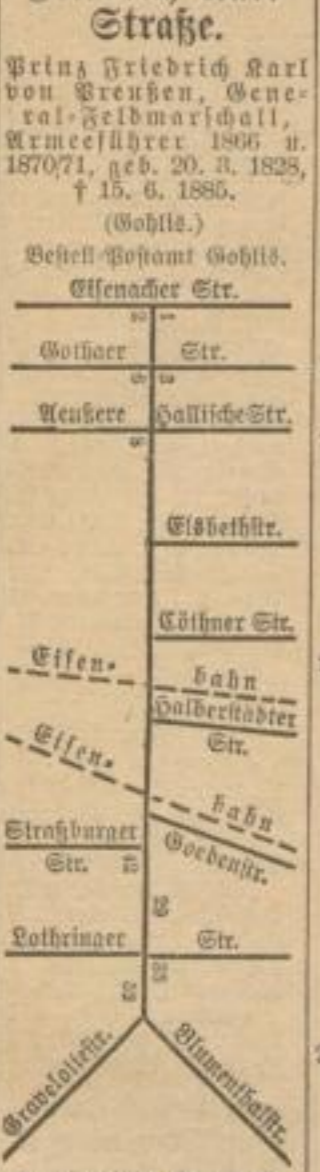 Straße.
Prinz Friedrich Karl
von Preußen, Gene-
ral-Feldmarschall,
Armeeführer 1866 u.
1870/71, geb. 20. 3. 1828,
† 15. 6. 1885.
(Gohlis.)
Bestell-Postamt Gohlis.
Eisenacher Str.
Gothaer Str.
Aeußere Hallische Str.
Elsbethstr.
Cöthner Str.
Eisen- bahn
Halberstädter
Str.
Eisen- bahn
Straßburger
Str.
Goebenstr.
Lothringer Str.
Gravelottestr.
Blumenthalstr.